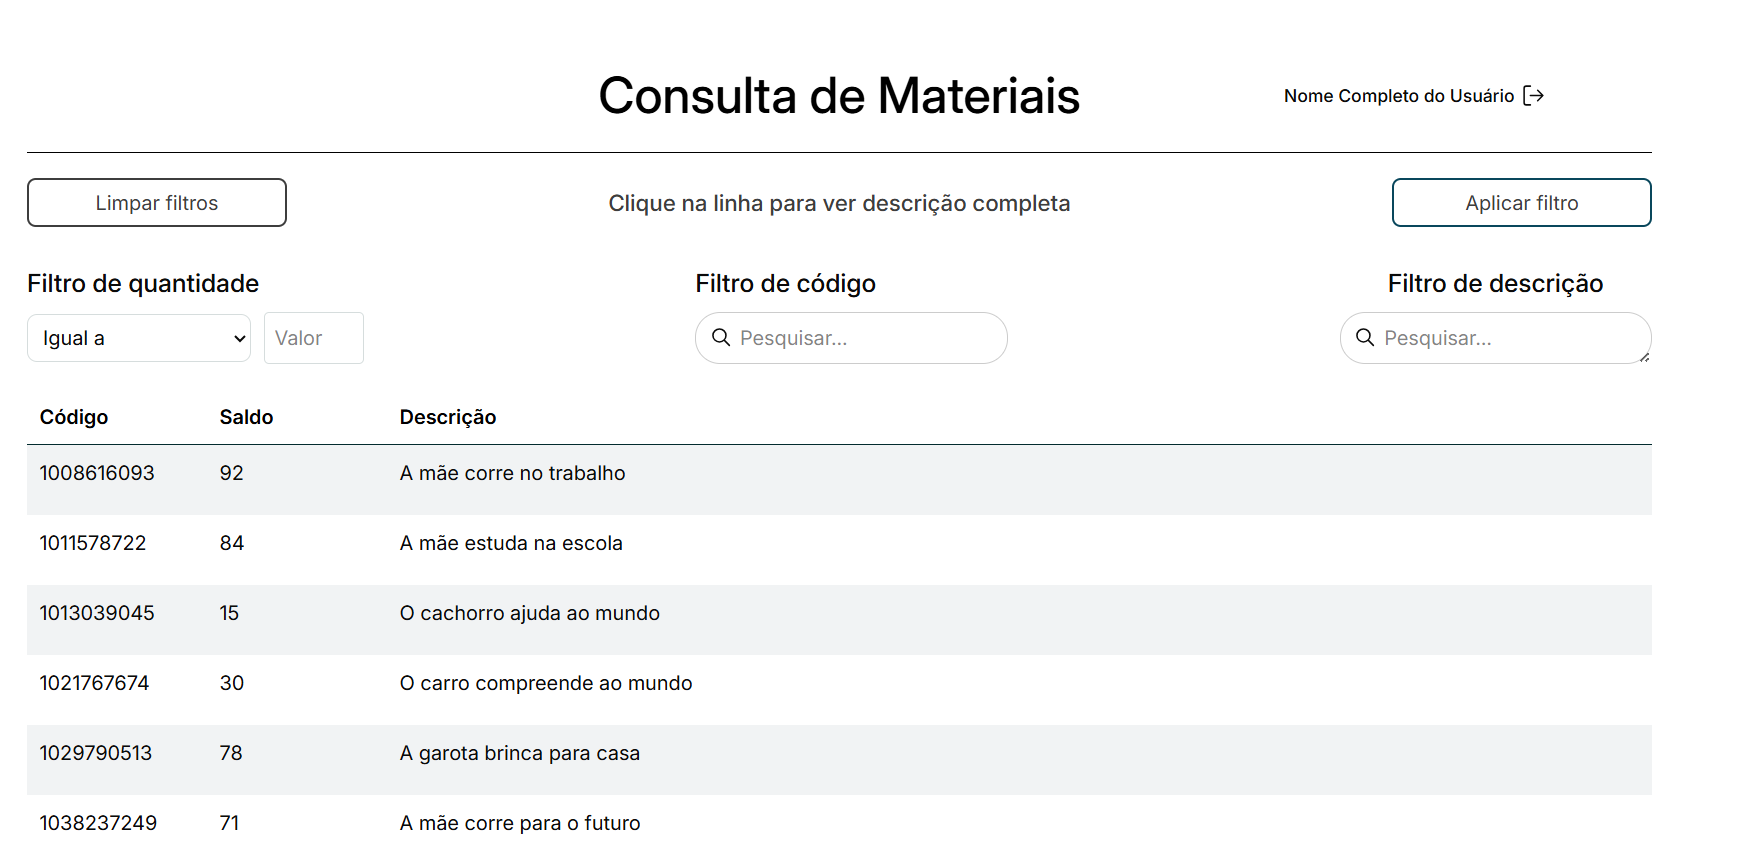 Consulta de Materiais
Nome Completo do Usuário
Limpar filtros
Clique na linha para ver descrição completa
Aplicar filtro
Filtro de quantidade
Filtro de código
Filtro de descrição
Igual a
Valor
Pesquisar...
Pesquisar...
Código Saldo Descrição
1008616093 92 A mãe corre no trabalho
1011578722 84 A mãe estuda na escola
1013039045 15 O cachorro ajuda ao mundo
1021767674 30 O carro compreende ao mundo
1029790513 78 A garota brinca para casa
1038237249 71 A mãe corre para o futuro